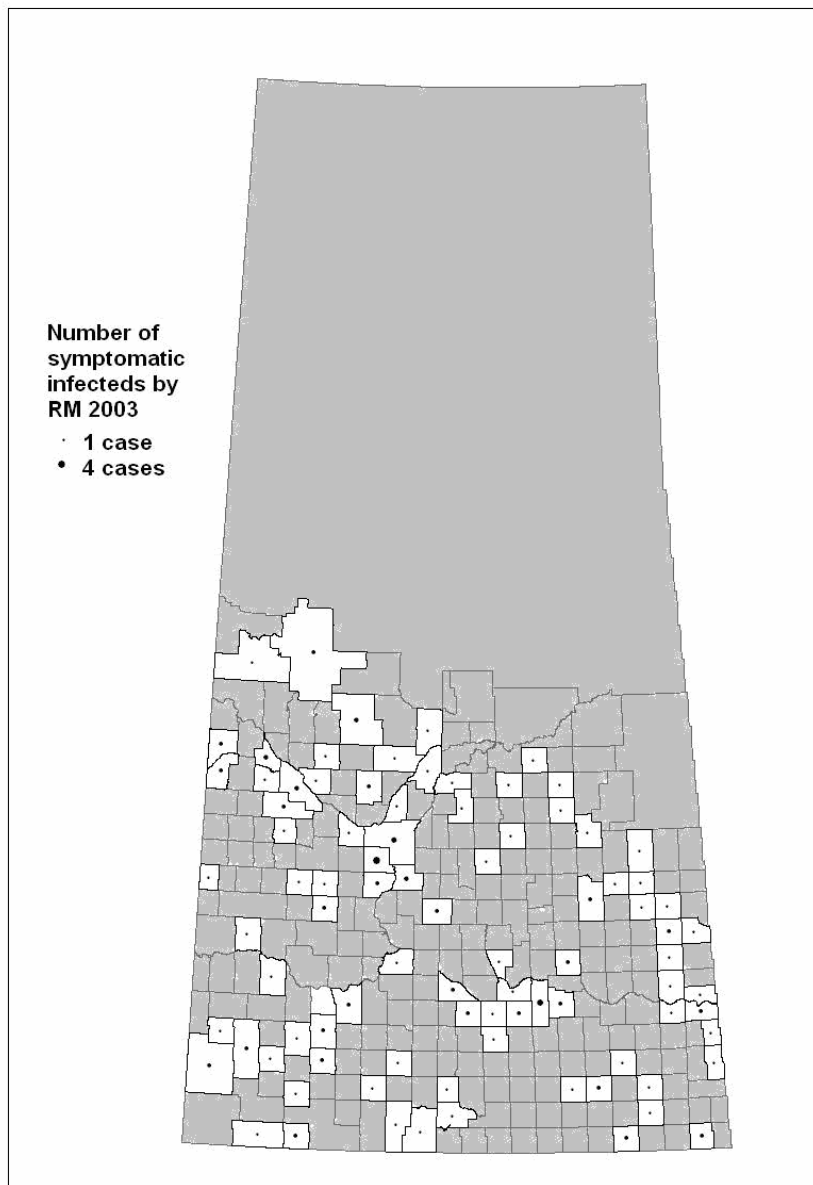 Number of
symptomatic
infecteds by
RM 2003
1 case
4 cases